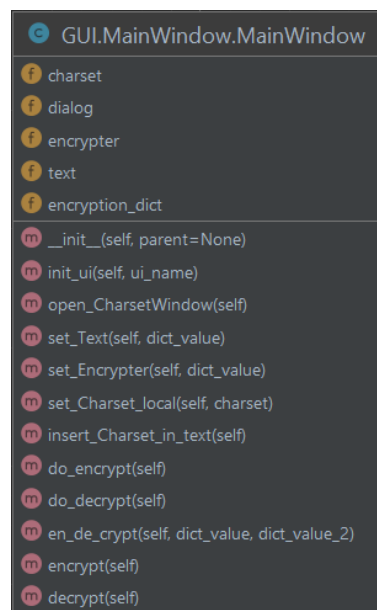 C GUI.MainWindow.MainWindow
f charset
f dialog
f encrypter
f text
f encryption_dict
m __init__(self, parent=None)
m init_ui(self, ui_name)
m open_CharsetWindow(self)
m set_Text(self, dict_value)
m set_Encrypter(self, dict_value)
m set_Charset_local(self, charset)
m insert_Charset_in_text(self)
m do_encrypt(self)
m do_decrypt(self)
m en_de_crypt(self, dict_value, dict_value_2)
m encrypt(self)
m decrypt(self)